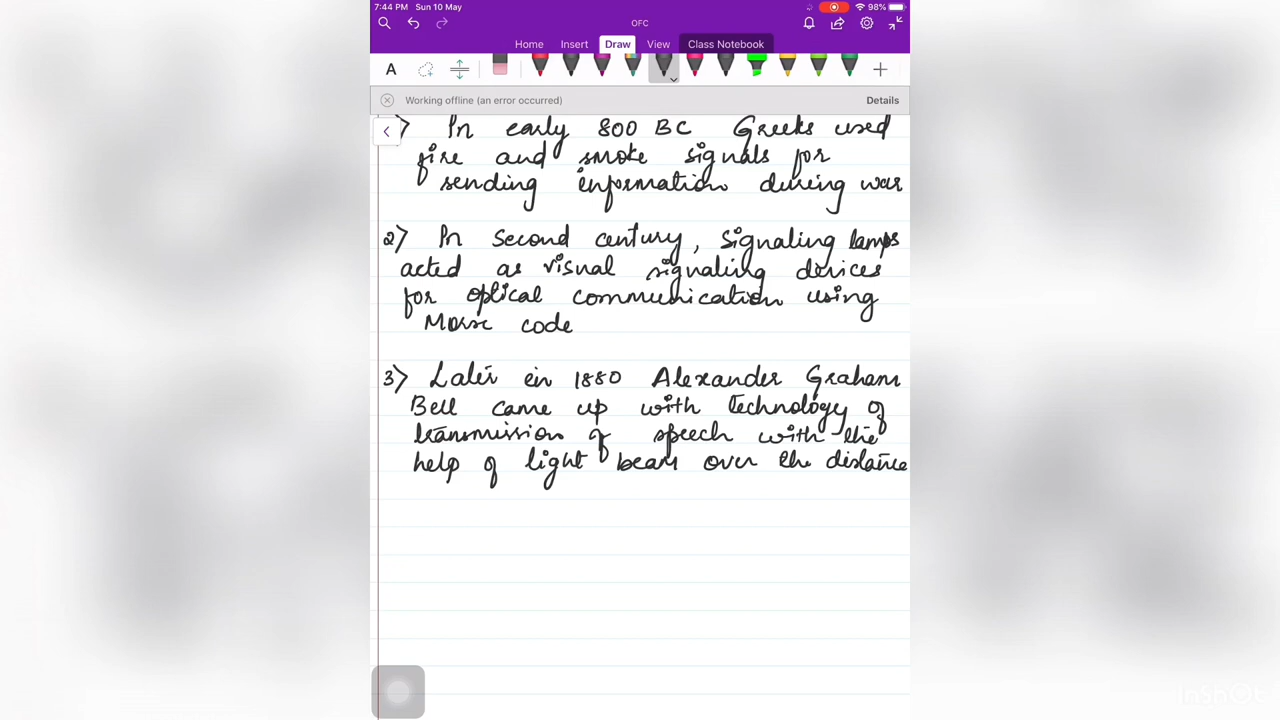 7:44 PM Sun 10 May 98%
OFC
Home Insert Draw View Class Notebook
A
Working offline (an error occurred) Details
In early 800 BC Greeks used
fire and smoke signals for
sending information during war
2) In second century, signaling lamps
acted as visual signaling devices
for optical communication using
Morse code
3) Later in 1880 Alexander Graham
Bell came up with technology of
transmission of speech with the
help of light beam over the distance
InShot